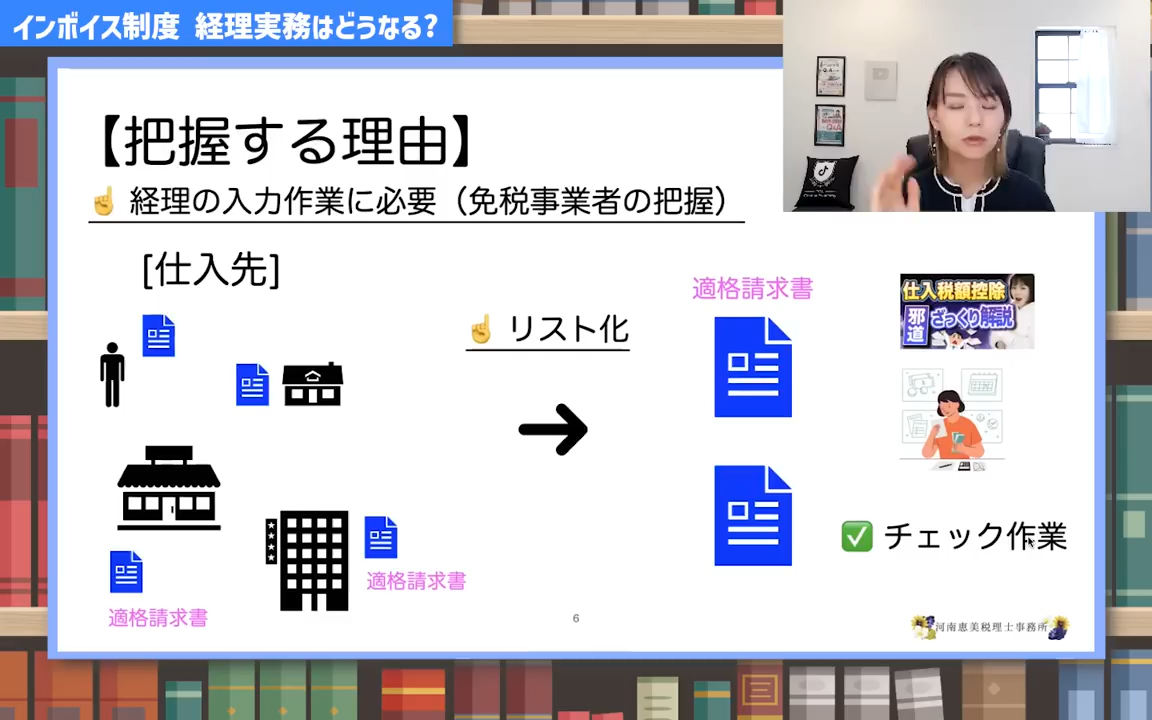 インボイス制度 経理実務はどうなる?
【把握する理由】
☝経理の入力作業に必要（免税事業者の把握）
[仕入先]
☝リスト化
適格請求書
仕入税額控除
邪道
ざっくり解説
✅チェック作業
適格請求書
適格請求書
6
河南恵美税理士事務所